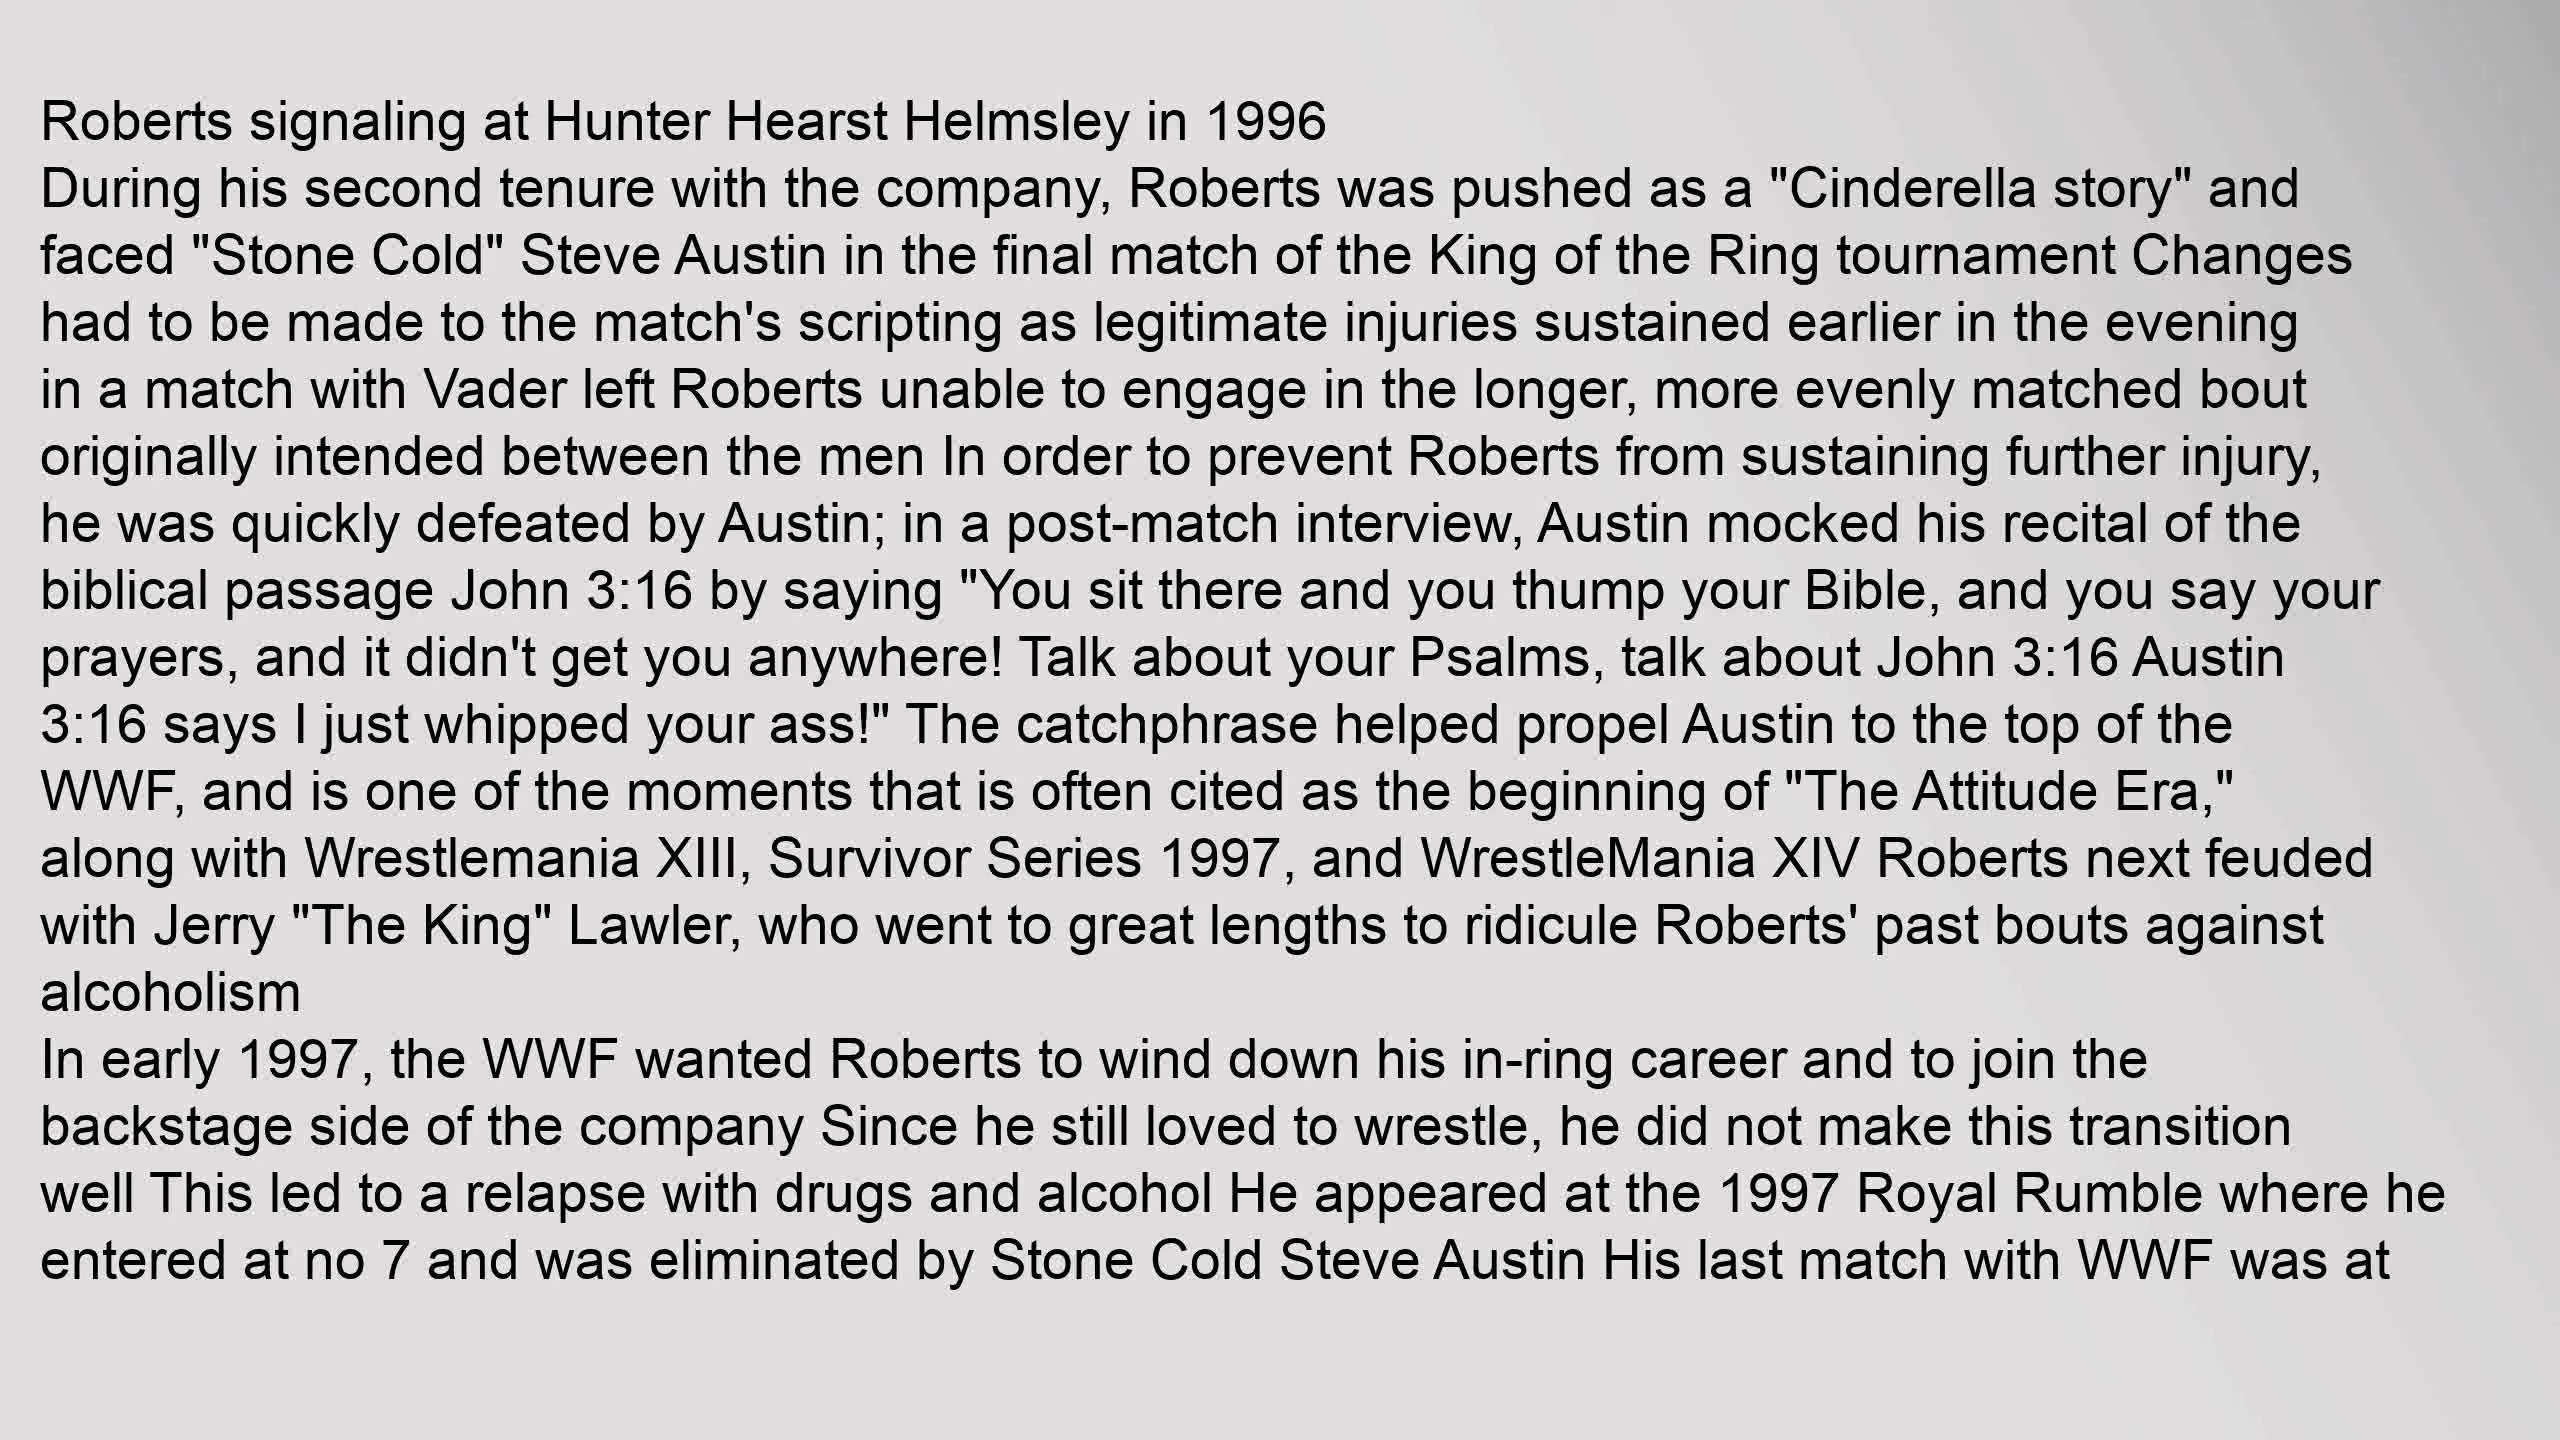 Roberts signaling at Hunter Hearst Helmsley in 1996
During his second tenure with the company, Roberts was pushed as a "Cinderella story" and
faced "Stone Cold" Steve Austin in the final match of the King of the Ring tournament Changes
had to be made to the match's scripting as legitimate injuries sustained earlier in the evening
in a match with Vader left Roberts unable to engage in the longer, more evenly matched bout
originally intended between the men In order to prevent Roberts from sustaining further injury,
he was quickly defeated by Austin; in a post-match interview, Austin mocked his recital of the
biblical passage John 3:16 by saying "You sit there and you thump your Bible, and you say your
prayers, and it didn't get you anywhere! Talk about your Psalms, talk about John 3:16 Austin
3:16 says I just whipped your ass!" The catchphrase helped propel Austin to the top of the
WWF, and is one of the moments that is often cited as the beginning of "The Attitude Era,"
along with Wrestlemania XIII, Survivor Series 1997, and WrestleMania XIV Roberts next feuded
with Jerry "The King" Lawler, who went to great lengths to ridicule Roberts' past bouts against
alcoholism
In early 1997, the WWF wanted Roberts to wind down his in-ring career and to join the
backstage side of the company Since he still loved to wrestle, he did not make this transition
well This led to a relapse with drugs and alcohol He appeared at the 1997 Royal Rumble where he
entered at no 7 and was eliminated by Stone Cold Steve Austin His last match with WWF was at